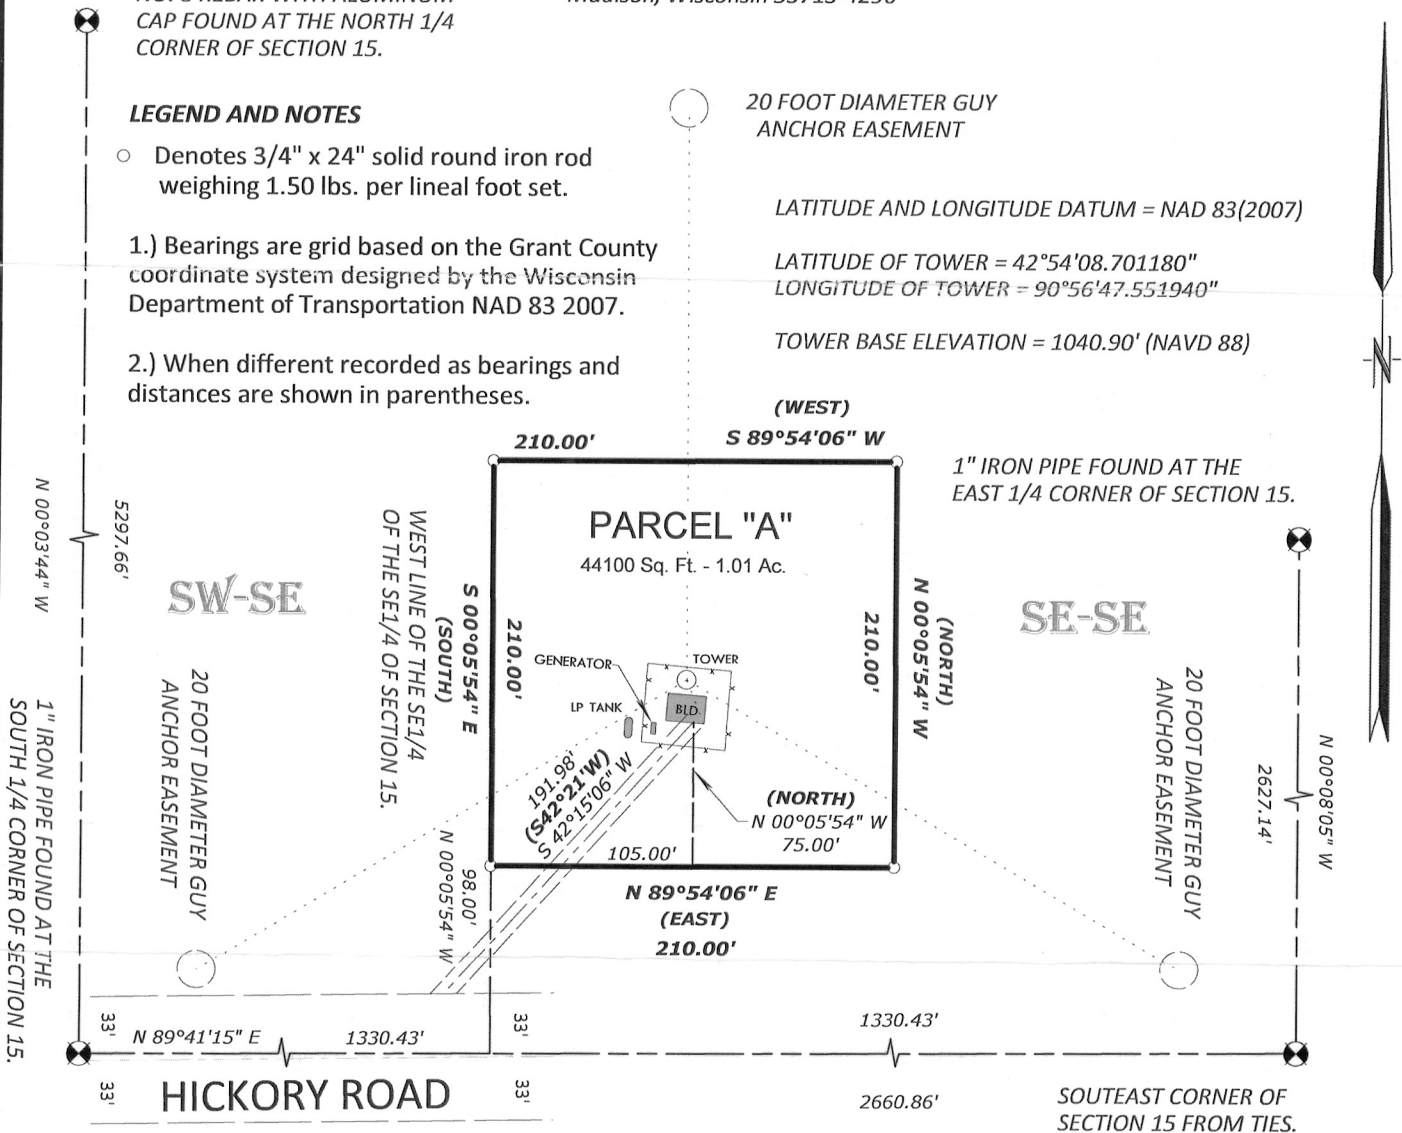 CAP FOUND AT THE NORTH 1/4
CORNER OF SECTION 15.
LEGEND AND NOTES
Denotes 3/4" x 24" solid round iron rod
weighing 1.50 lbs. per lineal foot set.
1.) Bearings are grid based on the Grant County
coordinate system designed by the Wisconsin
Department of Transportation NAD 83 2007.
2.) When different recorded as bearings and
distances are shown in parentheses.
20 FOOT DIAMETER GUY
ANCHOR EASEMENT
LATITUDE AND LONGITUDE DATUM = NAD 83(2007)
LATITUDE OF TOWER = 42°54'08.701180"
LONGITUDE OF TOWER = 90°56'47.551940"
TOWER BASE ELEVATION = 1040.90' (NAVD 88)
N
(WEST)
210.00'
S 89°54'06" W
1" IRON PIPE FOUND AT THE
EAST 1/4 CORNER OF SECTION 15.
PARCEL "A"
44100 Sq. Ft. - 1.01 Ac.
N 00°03'44" W
5297.66'
SW-SE
WEST LINE OF THE SE1/4
OF THE SE1/4 OF SECTION 15.
(SOUTH)
S 00°05'54" E
210.00'
210.00'
N 00°05'54" W
(NORTH)
SE-SE
GENERATOR
TOWER
LP TANK
BLD.
191.98'
(S42°21'W)
S 42°15'06" W
(NORTH)
N 00°05'54" W
75.00'
105.00'
N 89°54'06" E
(EAST)
210.00'
98.00'
N 00°05'54" W
20 FOOT DIAMETER GUY
ANCHOR EASEMENT
20 FOOT DIAMETER GUY
ANCHOR EASEMENT
2627.14'
N 00°08'05" W
1" IRON PIPE FOUND AT THE
SOUTH 1/4 CORNER OF SECTION 15.
33'
N 89°41'15" E
1330.43'
33'
1330.43'
33'
HICKORY ROAD
33'
2660.86'
SOUTEAST CORNER OF
SECTION 15 FROM TIES.